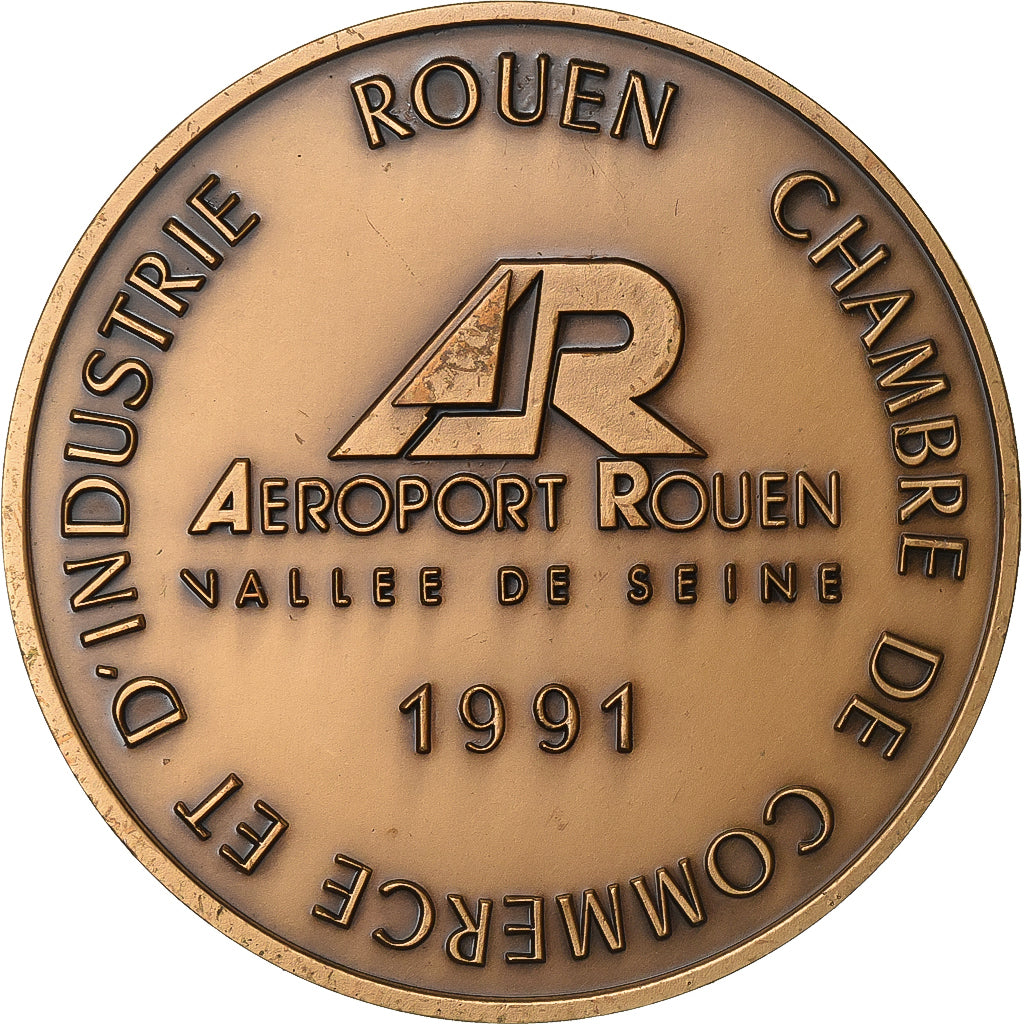 ROUEN CHAMBRE DE COMMERCE ET D'INDUSTRIE
AR
AEROPORT ROUEN
VALLEE DE SEINE
1991